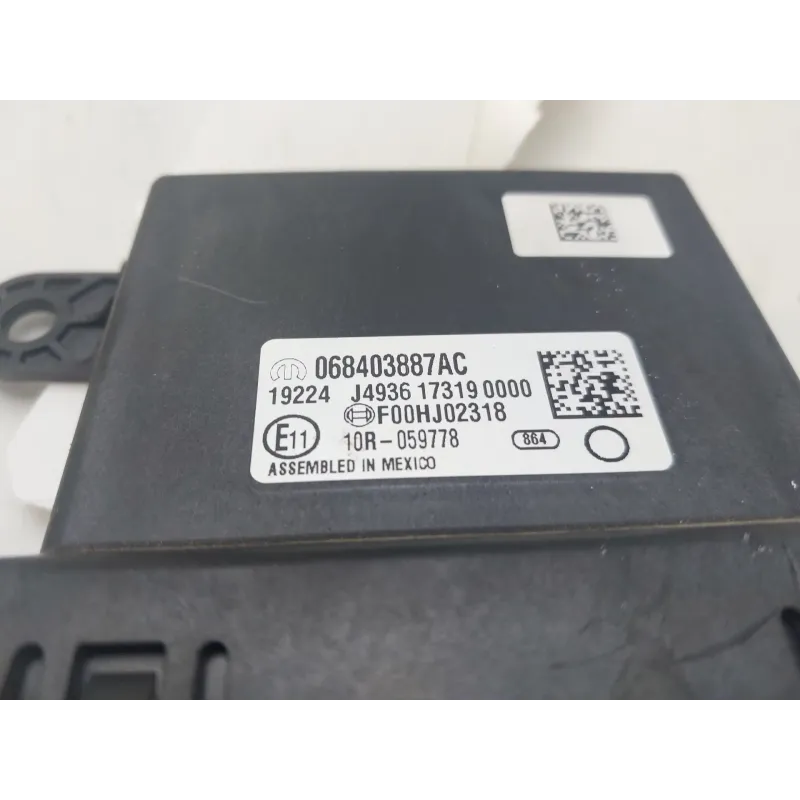 068403887AC
19224 J4936 17319 0000
F00HJ02318
E11 10R-059778 864
ASSEMBLED IN MEXICO